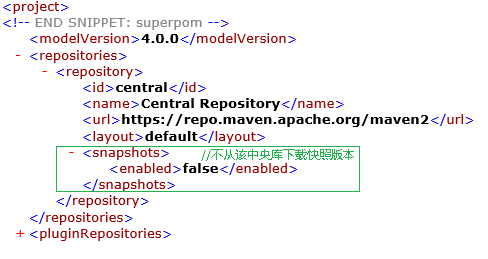 <project>
<!-- END SNIPPET: superpom -->
<modelVersion>4.0.0</modelVersion>
- <repositories>
- <repository>
<id>central</id>
<name>Central Repository</name>
<url>https://repo.maven.apache.org/maven2</url>
<layout>default</layout>
- <snapshots> //不从该中央库下载快照版本
<enabled>false</enabled>
</snapshots>
</repository>
</repositories>
+ <pluginRepositories>